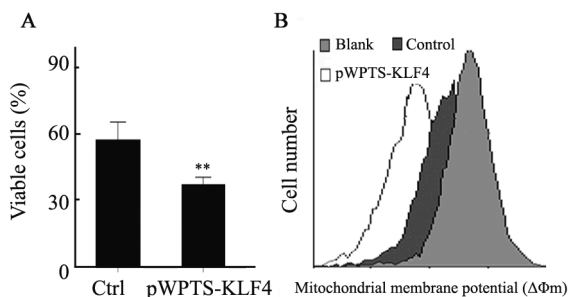 A
Viable cells (%)
90
60
30
0
**
Ctrl pWPTS-KLF4
B
Blank Control
pWPTS-KLF4
Cell number
Mitochondrial membrane potential (ΔΦm)